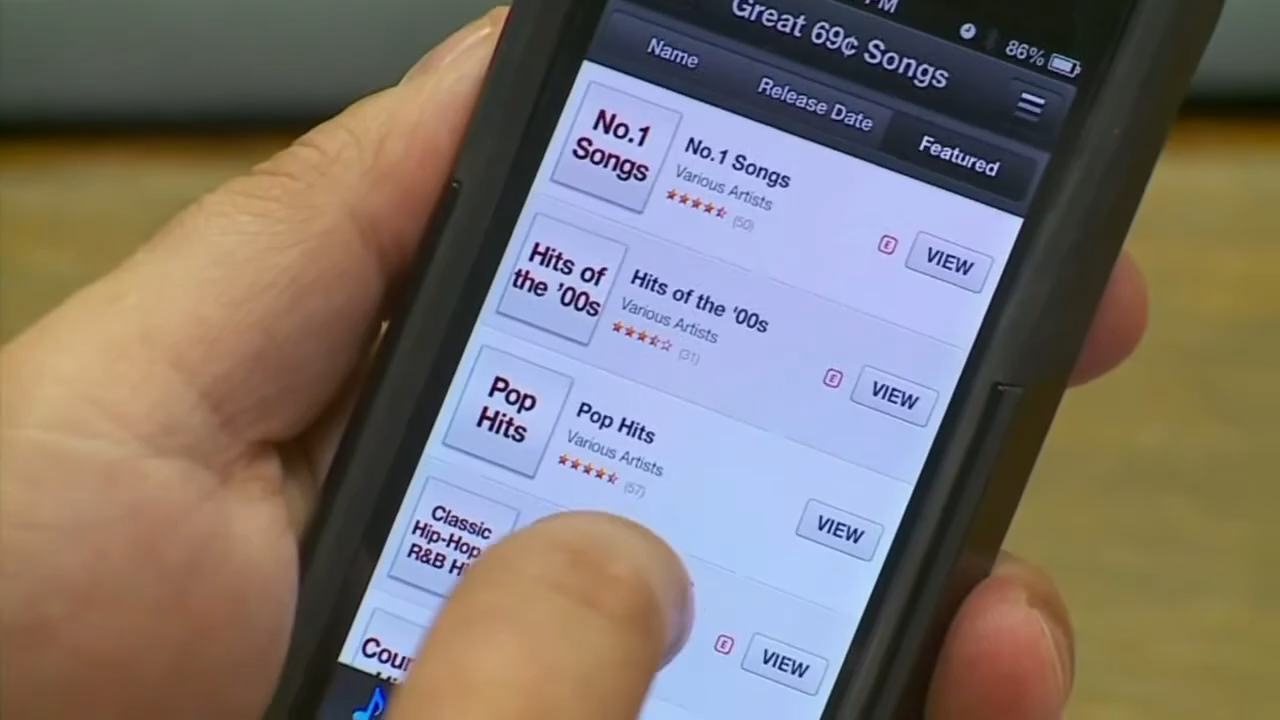 PM
86%
Great 69¢ Songs
Name
Release Date
Featured
No.1
Songs
No.1 Songs
Various Artists
(50)
E
VIEW
Hits of
the '00s
Hits of the '00s
Various Artists
(31)
E
VIEW
Pop
Hits
Pop Hits
Various Artists
(57)
VIEW
Classic
Hip-Hop
R&B
E
VIEW